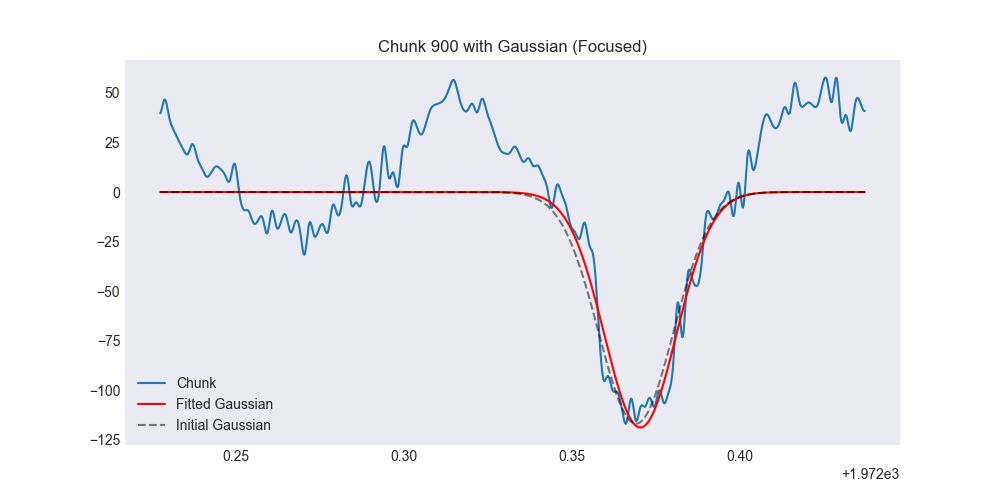 Chunk 900 with Gaussian (Focused)
50
25
0
−25
−50
−75
−100
−125
Chunk
Fitted Gaussian
Initial Gaussian
0.25 0.30 0.35 0.40
+1.972e3